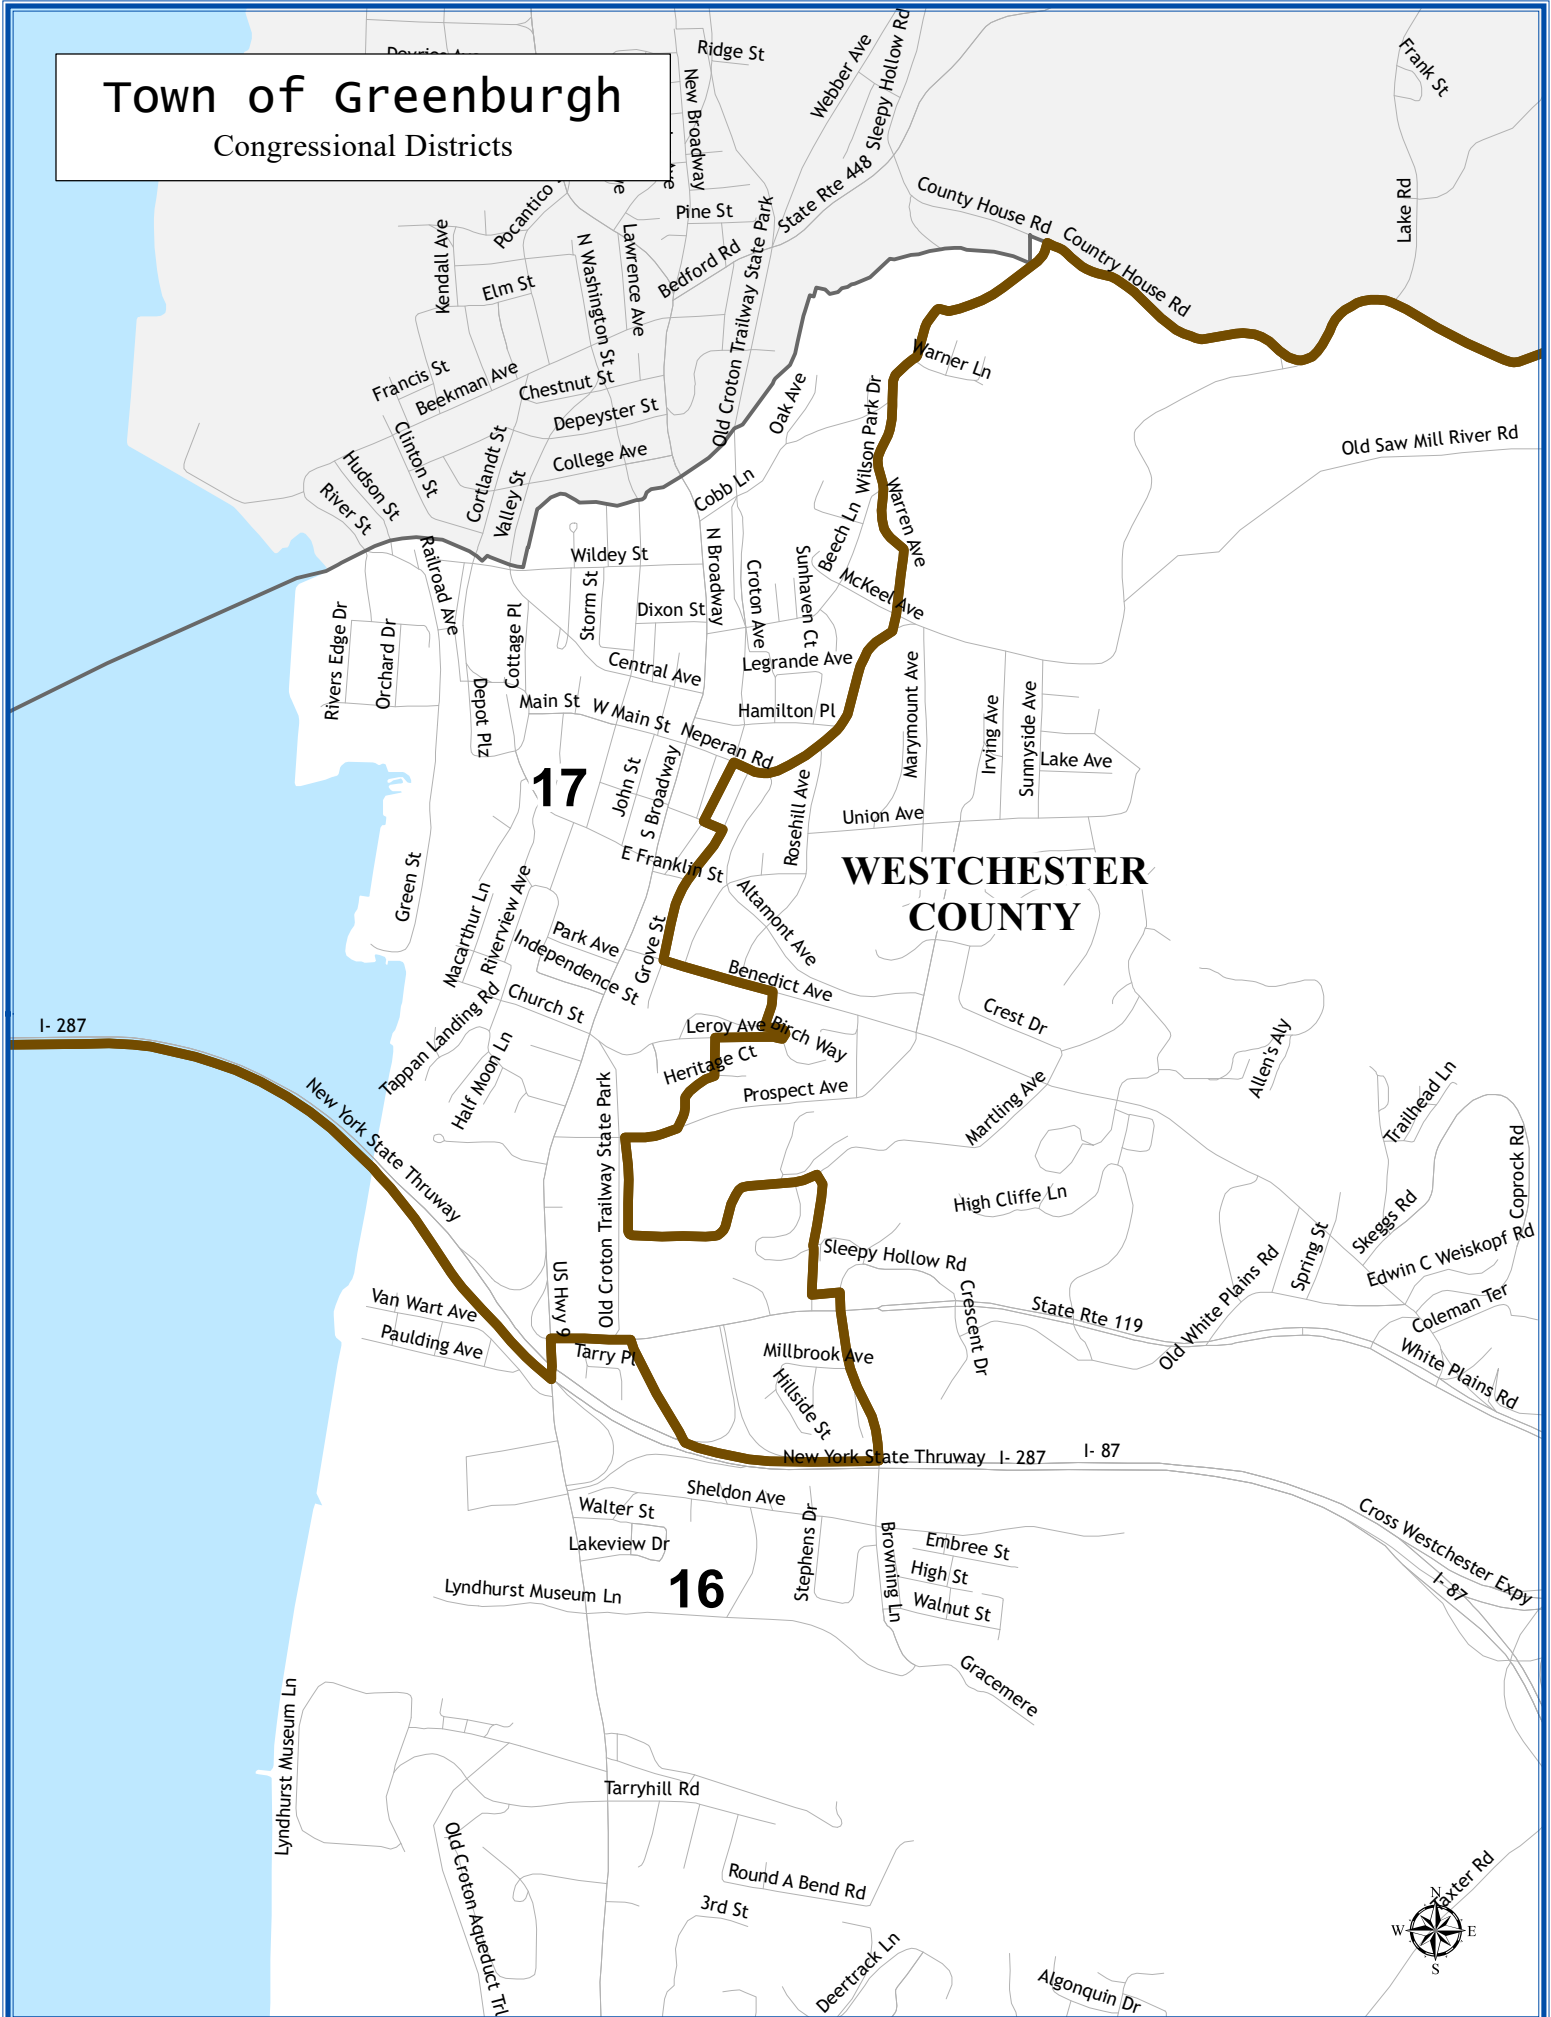 Town of Greenburgh
Congressional Districts
Ridge St
Webber Ave
Sleepy Hollow Rd
Frank St
New Broadway
Pocantico
Pine St
State Rte 448
County House Rd
Lake Rd
Kendall Ave
Lawrence Ave
N Washington St
Bedford Rd
Old Croton Trailway State Park
Country House Rd
Elm St
Francis St
Beekman Ave
Chestnut St
Depeyster St
College Ave
Oak Ave
Warner Ln
Wilson Park Dr
Old Saw Mill River Rd
Clinton St
Hudson St
River St
Cortlandt St
Valley St
Cobb Ln
Warren Ave
Beech Ln
Railroad Ave
Wildey St
N Broadway
Croton Ave
Sunhaven Ct
McKeel Ave
Storm St
Dixon St
Rivers Edge Dr
Orchard Dr
Cottage Pl
Central Ave
Legrande Ave
Marymount Ave
Depot Plz
Main St
W Main St
Neperan Rd
Hamilton Pl
Irving Ave
Sunnyside Ave
Lake Ave
17
John St
S Broadway
Rosehill Ave
Union Ave
E Franklin St
WESTCHESTER
COUNTY
Green St
Macarthur Ln
Riverview Ave
Altamont Ave
Park Ave
Independence St
Grove St
Benedict Ave
Church St
Tappan Landing Rd
Half Moon Ln
Leroy Ave
Birch Way
Heritage Ct
Prospect Ave
Crest Dr
Allen's Aly
I- 287
New York State Thruway
Old Croton Trailway State Park
Martling Ave
Trailhead Ln
Coprock Rd
High Cliffe Ln
Skeggs Rd
Sleepy Hollow Rd
Spring St
Edwin C Weiskopf Rd
US Hwy 9
Crescent Dr
State Rte 119
Old White Plains Rd
Coleman Ter
Van Wart Ave
Paulding Ave
Tarry Pl
Millbrook Ave
Hillside St
White Plains Rd
New York State Thruway
I- 287
I- 87
Sheldon Ave
Walter St
Lakeview Dr
Stephens Dr
Browning Ln
Embree St
High St
Walnut St
Cross Westchester Expy
I- 87
16
Lyndhurst Museum Ln
Gracemere
Lyndhurst Museum Ln
Tarryhill Rd
Old Croton Aqueduct Trl
Round A Bend Rd
3rd St
Deertrack Ln
Algonquin Dr
Taxter Rd
N
W
E
S